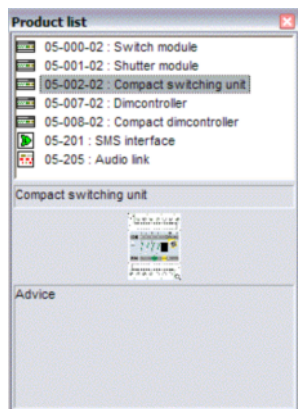 Product list
05-000-02 : Switch module
05-001-02 : Shutter module
05-002-02 : Compact switching unit
05-007-02 : Dimcontroller
05-008-02 : Compact dimcontroller
05-201 : SMS interface
05-205 : Audio link
Compact switching unit
Advice